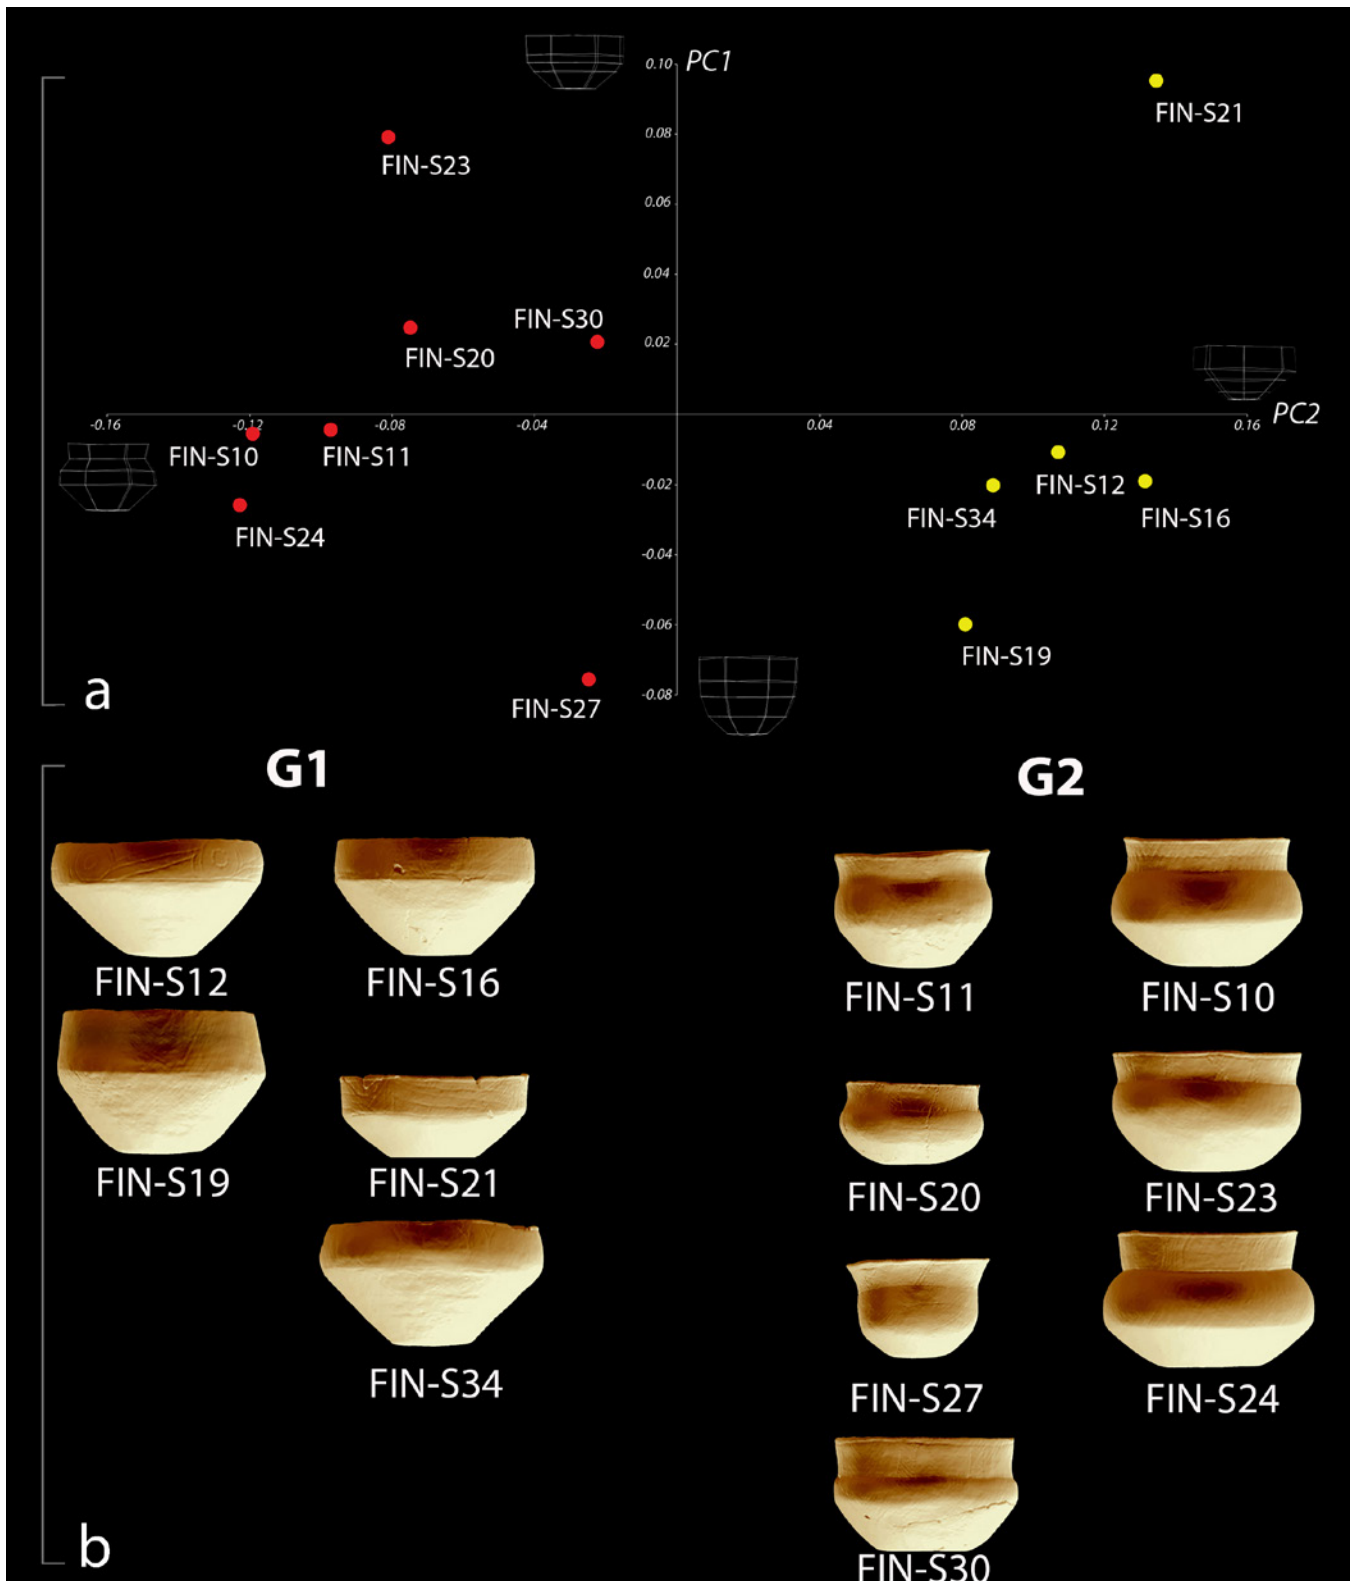 0.10 PC1
FIN-S21
0.08
FIN-S23
0.06
0.04
FIN-S30
0.02
FIN-S20
-0.16 -0.12 -0.08 -0.04 0.04 0.08 0.12 0.16 PC2
FIN-S10 FIN-S11
-0.02 FIN-S12
FIN-S34 FIN-S16
FIN-S24
-0.04
-0.06
FIN-S19
a
-0.08
FIN-S27
G1 G2
FIN-S12 FIN-S16 FIN-S11 FIN-S10
FIN-S19 FIN-S21 FIN-S20 FIN-S23
FIN-S34 FIN-S27 FIN-S24
b
FIN-S30